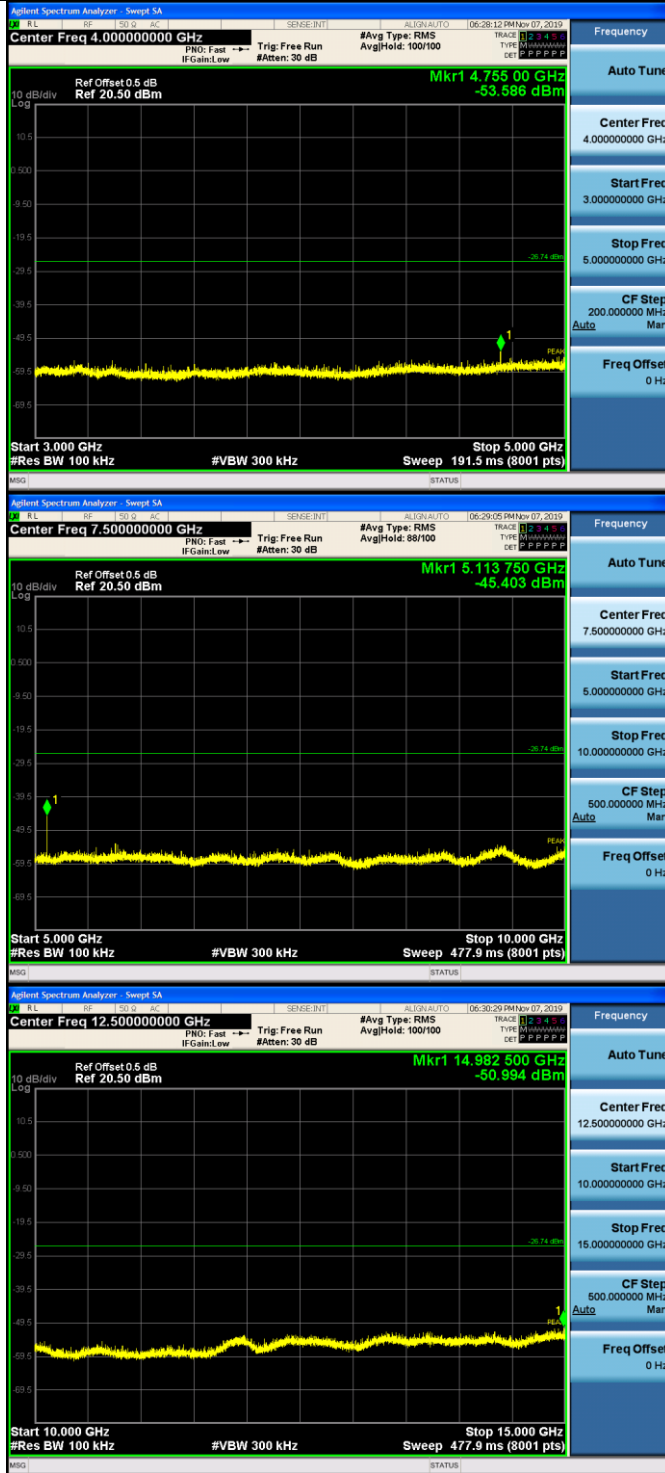 Agilent Spectrum Analyzer - Swept SA
RL RF 50 Ω AC SENSE:INT ALIGN AUTO 06:28:12 PM Nov 07, 2019
Center Freq 4.000000000 GHz #Avg Type: RMS TRACE 1 2 3 4 5 6 Frequency
PNO: Fast Trig: Free Run Avg|Hold: 100/100 TYPE M
IFGain:Low #Atten: 30 dB DET P P P P P P
Auto Tune
Mkr1 4.755 00 GHz
Ref Offset 0.5 dB
10 dB/div Ref 20.50 dBm -53.586 dBm
Log
Center Freq
10.5 4.000000000 GHz
0.500
Start Freq
-9.50 3.000000000 GHz
-19.5 Stop Freq
-26.74 dBm 5.000000000 GHz
-29.5
CF Step
-39.5 200.000000 MHz
Auto Man
-49.5 1
PEAK
-59.5 Freq Offset
0 Hz
-69.5
Start 3.000 GHz Stop 5.000 GHz
#Res BW 100 kHz #VBW 300 kHz Sweep 191.5 ms (8001 pts)
MSG STATUS
Agilent Spectrum Analyzer - Swept SA
RL RF 50 Ω AC SENSE:INT ALIGN AUTO 06:29:05 PM Nov 07, 2019
Center Freq 7.500000000 GHz #Avg Type: RMS TRACE 1 2 3 4 5 6 Frequency
PNO: Fast Trig: Free Run Avg|Hold: 88/100 TYPE M
IFGain:Low #Atten: 30 dB DET P P P P P P
Auto Tune
Mkr1 5.113 750 GHz
Ref Offset 0.5 dB
10 dB/div Ref 20.50 dBm -45.403 dBm
Log
Center Freq
10.5 7.500000000 GHz
0.500
Start Freq
-9.50 5.000000000 GHz
-19.5 Stop Freq
-26.74 dBm 10.000000000 GHz
-29.5
CF Step
-39.5 1 500.000000 MHz
Auto Man
-49.5
PEAK
-59.5 Freq Offset
0 Hz
-69.5
Start 5.000 GHz Stop 10.000 GHz
#Res BW 100 kHz #VBW 300 kHz Sweep 477.9 ms (8001 pts)
MSG STATUS
Agilent Spectrum Analyzer - Swept SA
RL RF 50 Ω AC SENSE:INT ALIGN AUTO 06:30:29 PM Nov 07, 2019
Center Freq 12.500000000 GHz #Avg Type: RMS TRACE 1 2 3 4 5 6 Frequency
PNO: Fast Trig: Free Run Avg|Hold: 100/100 TYPE M
IFGain:Low #Atten: 30 dB DET P P P P P P
Auto Tune
Mkr1 14.982 500 GHz
Ref Offset 0.5 dB
10 dB/div Ref 20.50 dBm -50.994 dBm
Log
Center Freq
10.5 12.500000000 GHz
0.500
Start Freq
-9.50 10.000000000 GHz
-19.5 Stop Freq
-26.74 dBm 15.000000000 GHz
-29.5
CF Step
-39.5 500.000000 MHz
1 Auto Man
-49.5 PEAK
-59.5 Freq Offset
0 Hz
-69.5
Start 10.000 GHz Stop 15.000 GHz
#Res BW 100 kHz #VBW 300 kHz Sweep 477.9 ms (8001 pts)
MSG STATUS